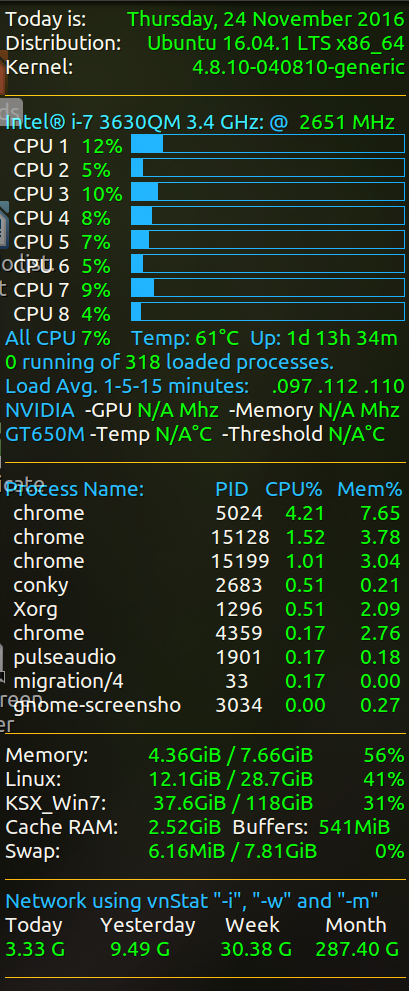 Today is: Thursday, 24 November 2016
Distribution: Ubuntu 16.04.1 LTS x86_64
Kernel: 4.8.10-040810-generic
Intel® i-7 3630QM 3.4 GHz: @ 2651 MHz
CPU 1 12%
CPU 2 5%
CPU 3 10%
CPU 4 8%
CPU 5 7%
CPU 6 5%
CPU 7 9%
CPU 8 4%
All CPU 7% Temp: 61°C Up: 1d 13h 34m
0 running of 318 loaded processes.
Load Avg. 1-5-15 minutes: .097 .112 .110
NVIDIA -GPU N/A Mhz -Memory N/A Mhz
GT650M -Temp N/A°C -Threshold N/A°C
Process Name: PID CPU% Mem%
chrome 5024 4.21 7.65
chrome 15128 1.52 3.78
chrome 15199 1.01 3.04
conky 2683 0.51 0.21
Xorg 1296 0.51 2.09
chrome 4359 0.17 2.76
pulseaudio 1901 0.17 0.18
migration/4 33 0.17 0.00
gnome-screensho 3034 0.00 0.27
Memory: 4.36GiB / 7.66GiB 56%
Linux: 12.1GiB / 28.7GiB 41%
KSX_Win7: 37.6GiB / 118GiB 31%
Cache RAM: 2.52GiB Buffers: 541MiB
Swap: 6.16MiB / 7.81GiB 0%
Network using vnStat "-i", "-w" and "-m"
Today Yesterday Week Month
3.33 G 9.49 G 30.38 G 287.40 G